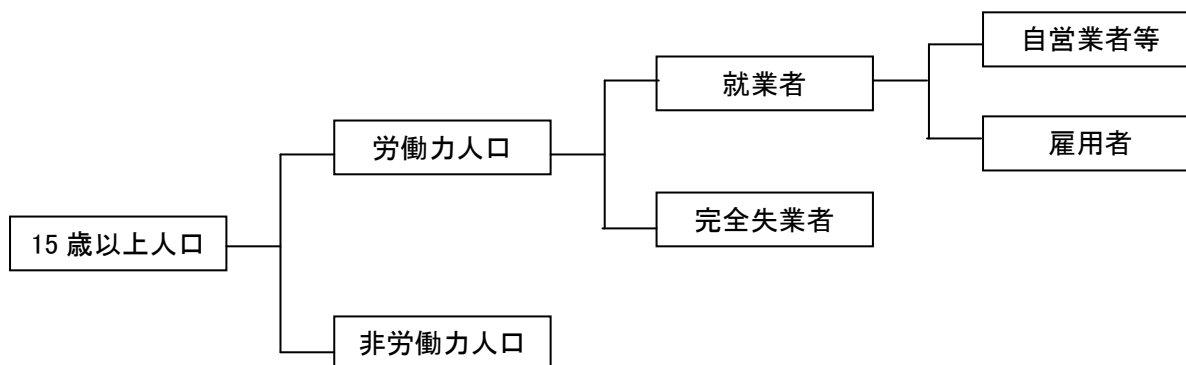 自営業者等
就業者
雇用者
労働力人口
完全失業者
15 歳以上人口
非労働力人口